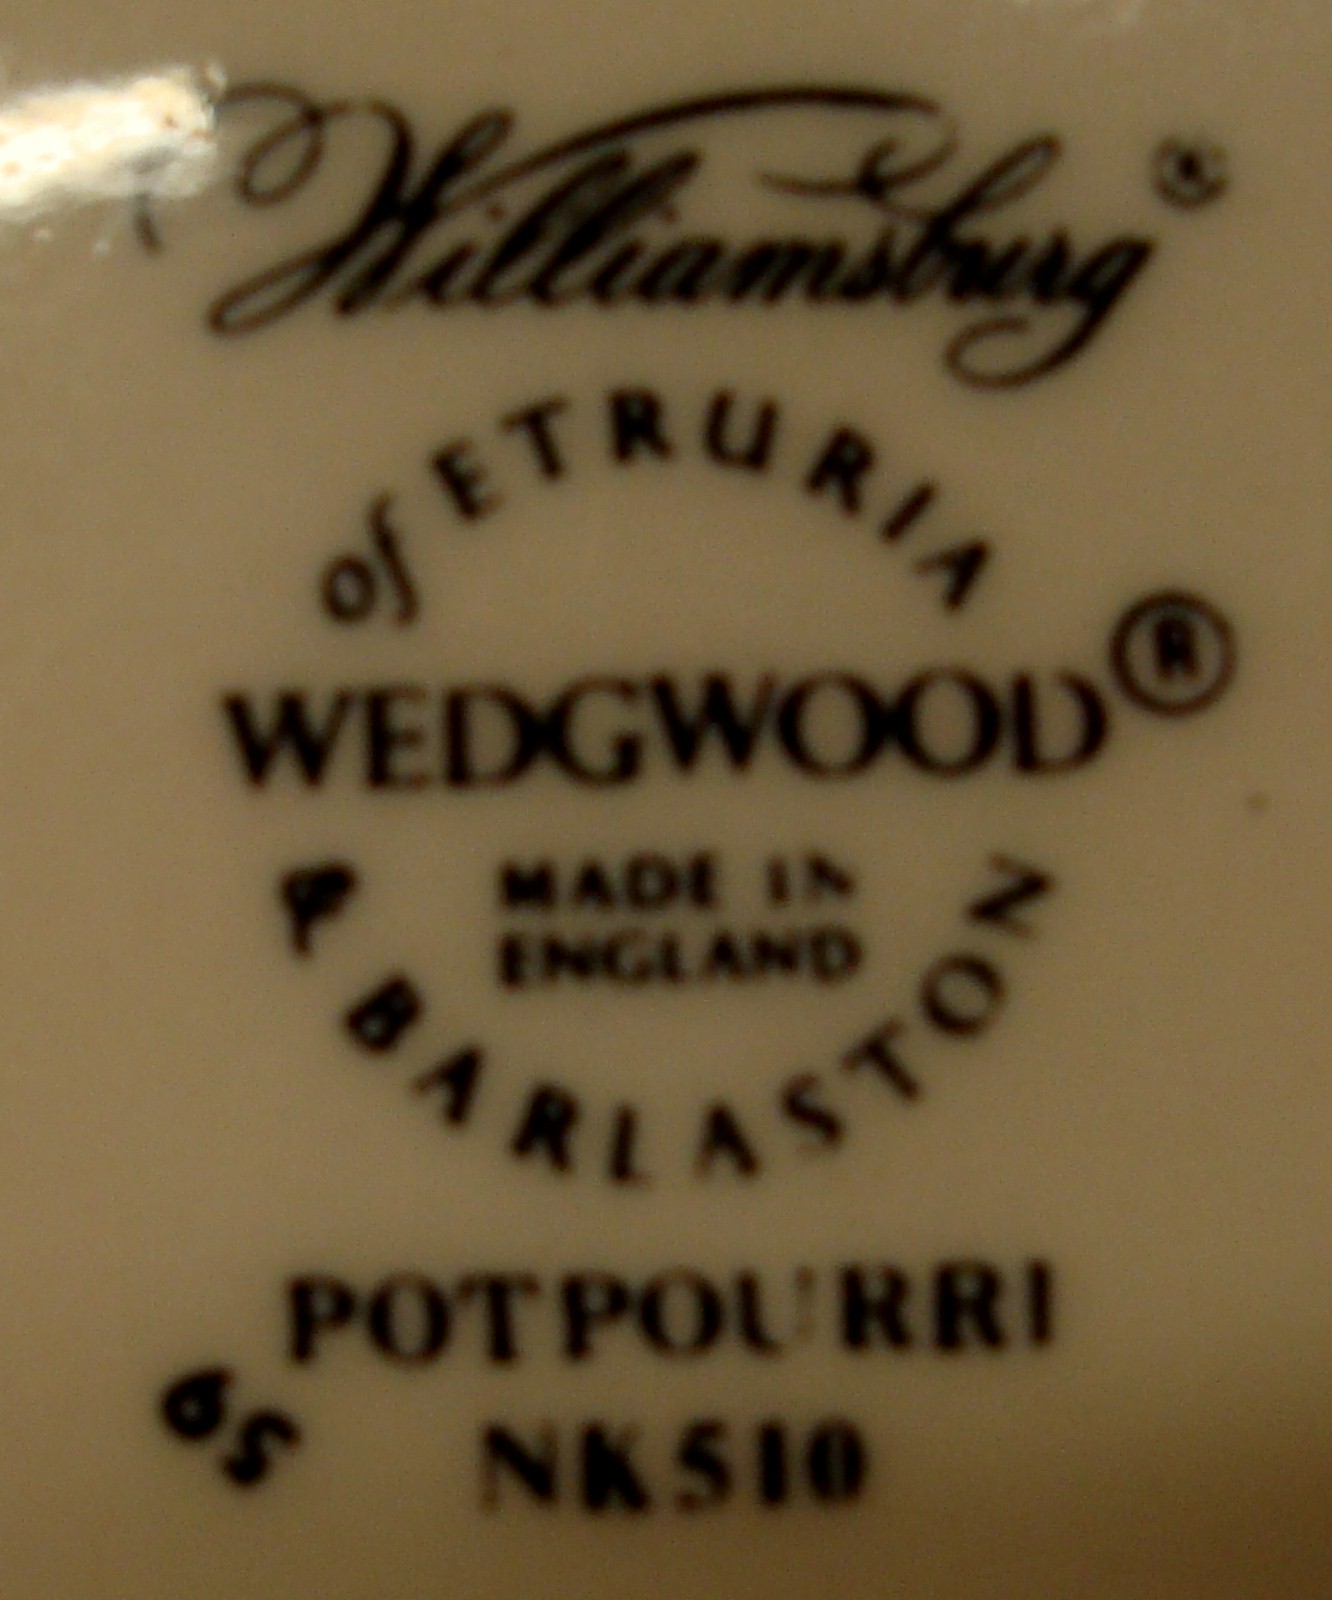 Williamsburg ®
of ETRURIA
WEDGWOOD ®
MADE IN
ENGLAND
& BARLASTON
POTPOURRI
NK510